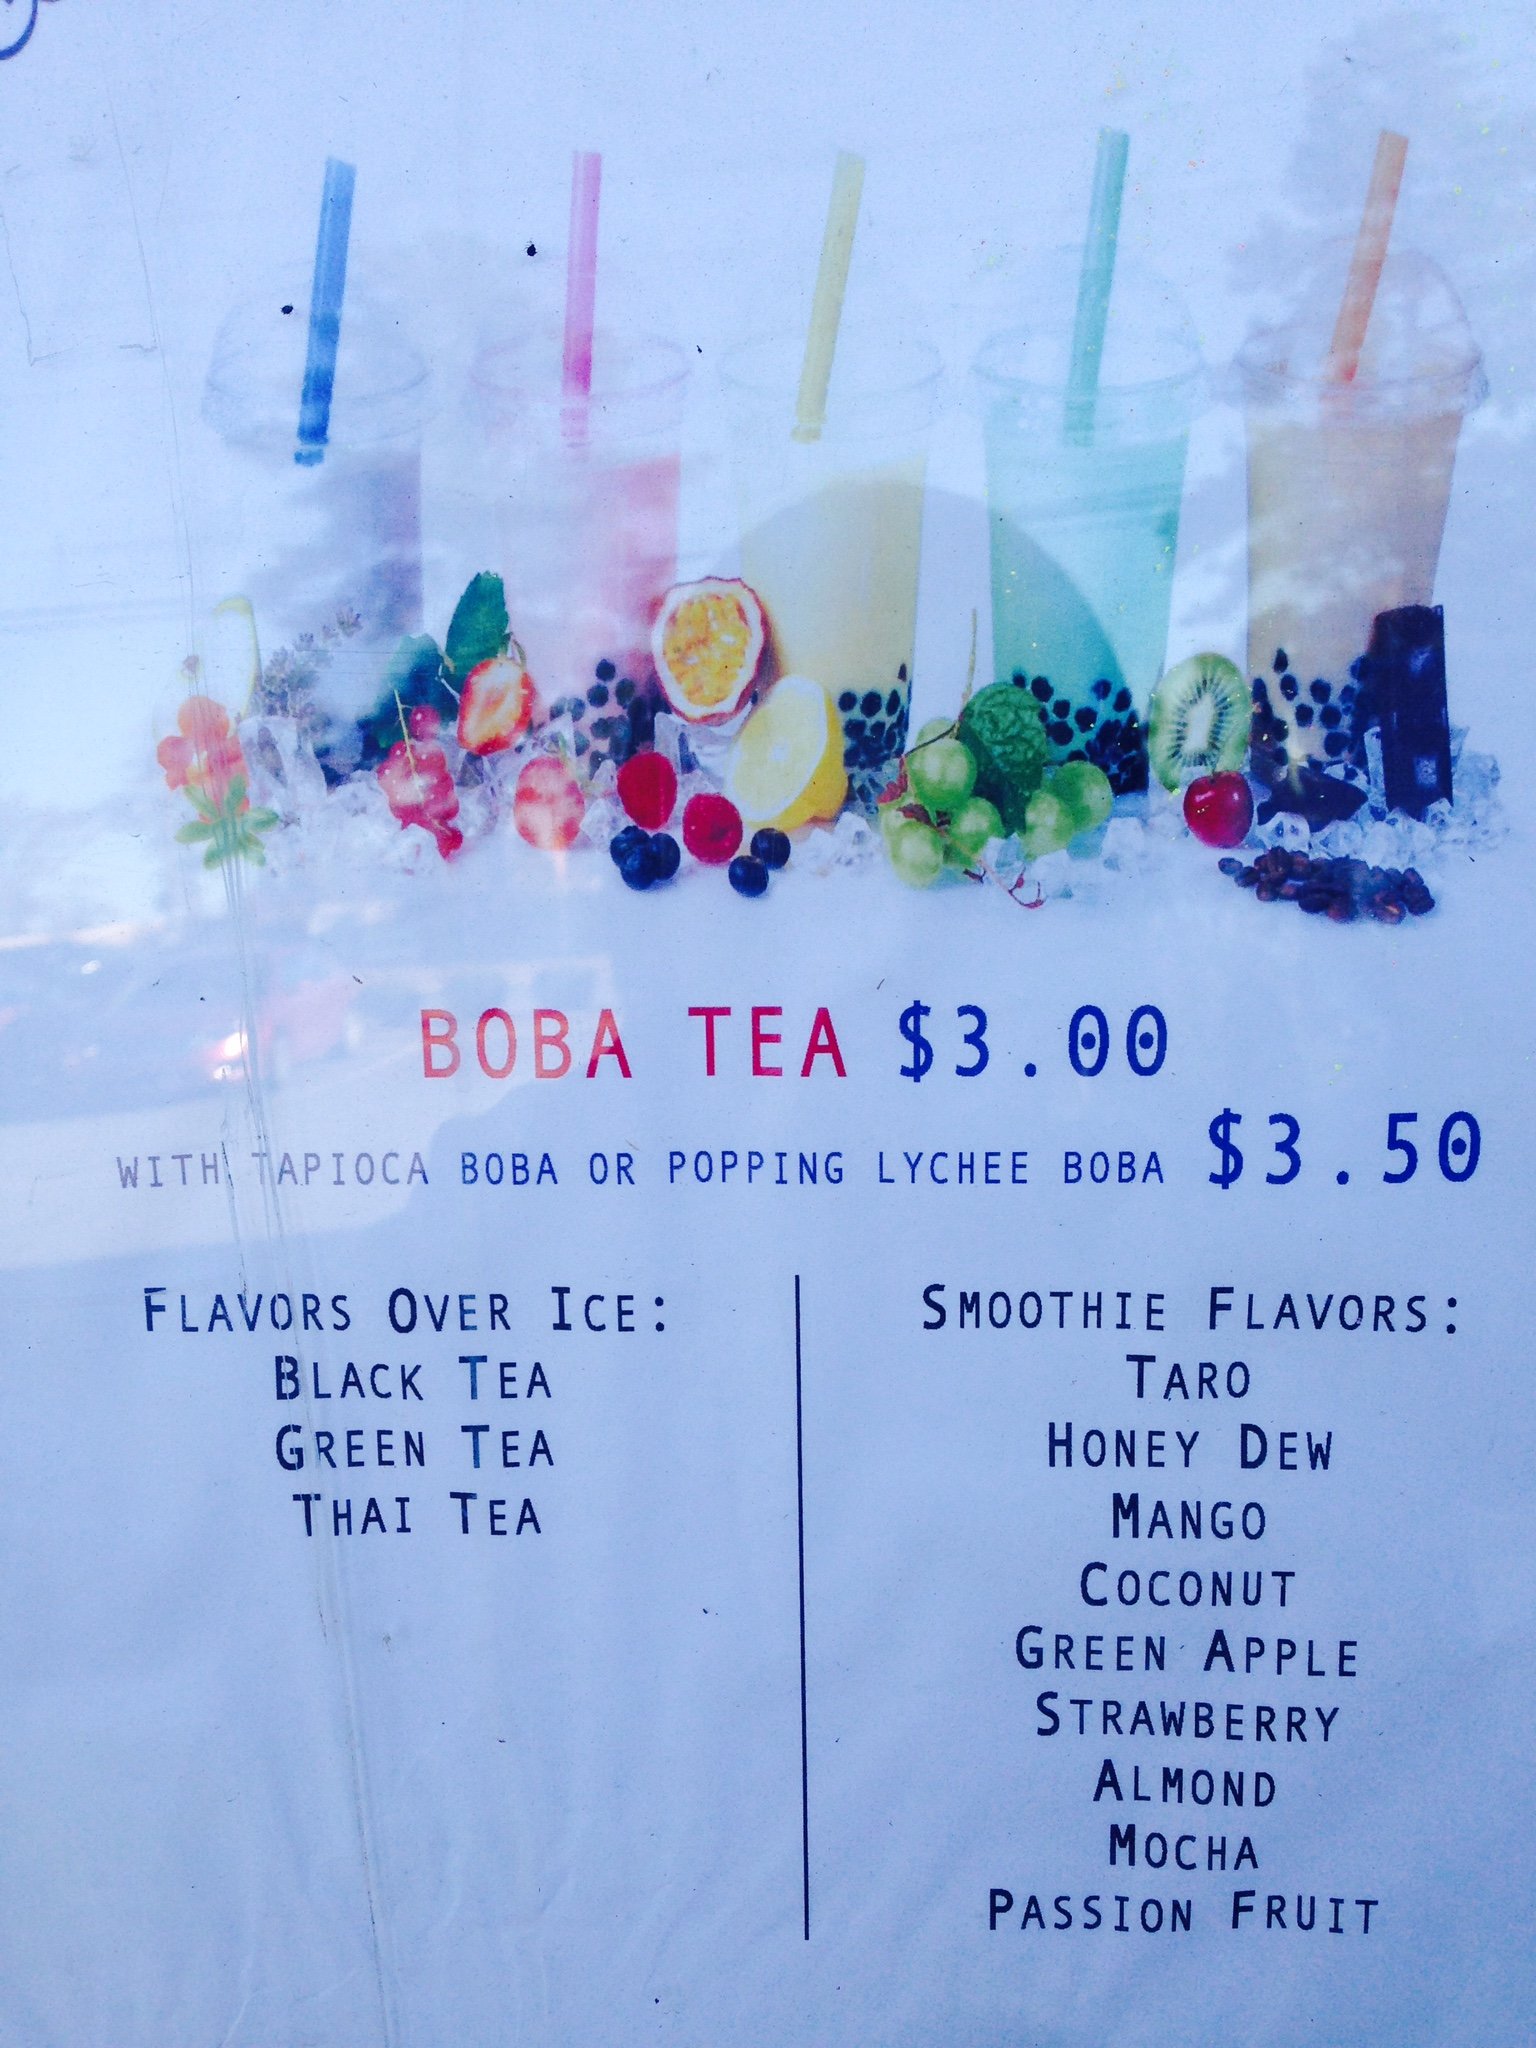 BOBA TEA $3.00
WITH TAPIOCA BOBA OR POPPING LYCHEE BOBA $3.50
FLAVORS OVER ICE:
BLACK TEA
GREEN TEA
THAI TEA
SMOOTHIE FLAVORS:
TARO
HONEY DEW
MANGO
COCONUT
GREEN APPLE
STRAWBERRY
ALMOND
MOCHA
PASSION FRUIT